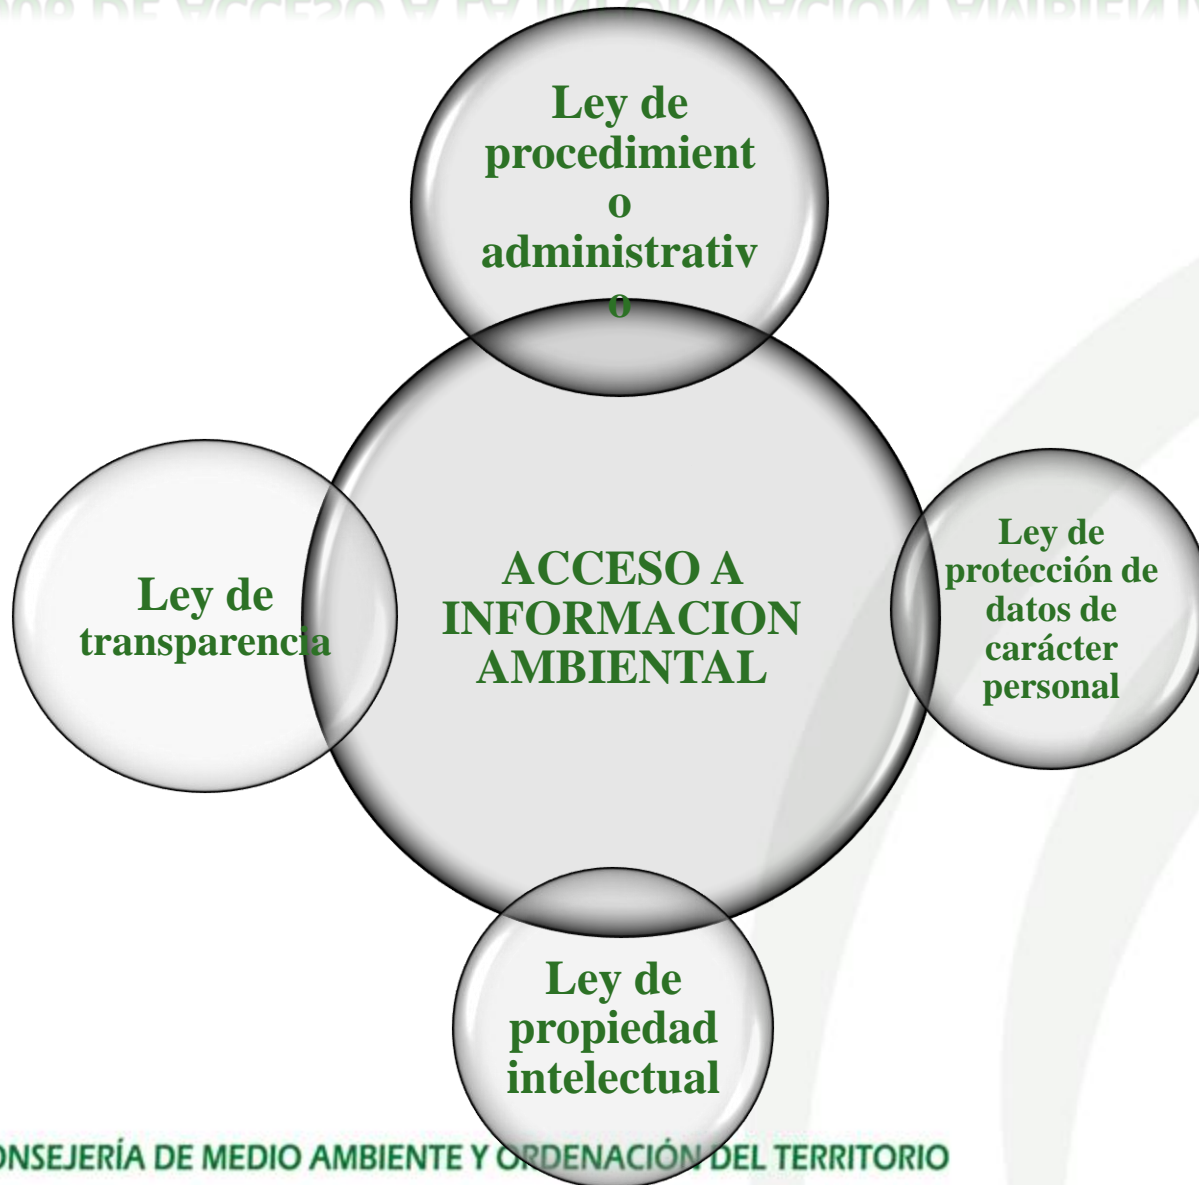 Ley de
procedimient
o
administrativ
o
Ley de
transparencia
ACCESO A
INFORMACION
AMBIENTAL
Ley de
protección de
datos de
carácter
personal
Ley de
propiedad
intelectual
ONSEJERÍA DE MEDIO AMBIENTE Y ORDENACIÓN DEL TERRITORIO